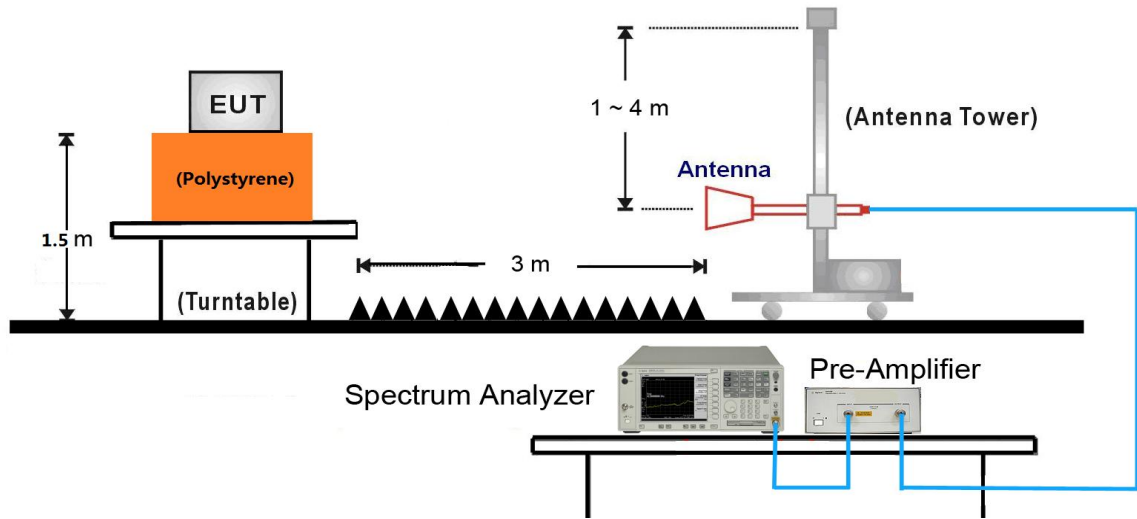 EUT
(Polystyrene)
1.5 m
(Turntable)
3 m
1 ~ 4 m
(Antenna Tower)
Antenna
Spectrum Analyzer
Pre-Amplifier